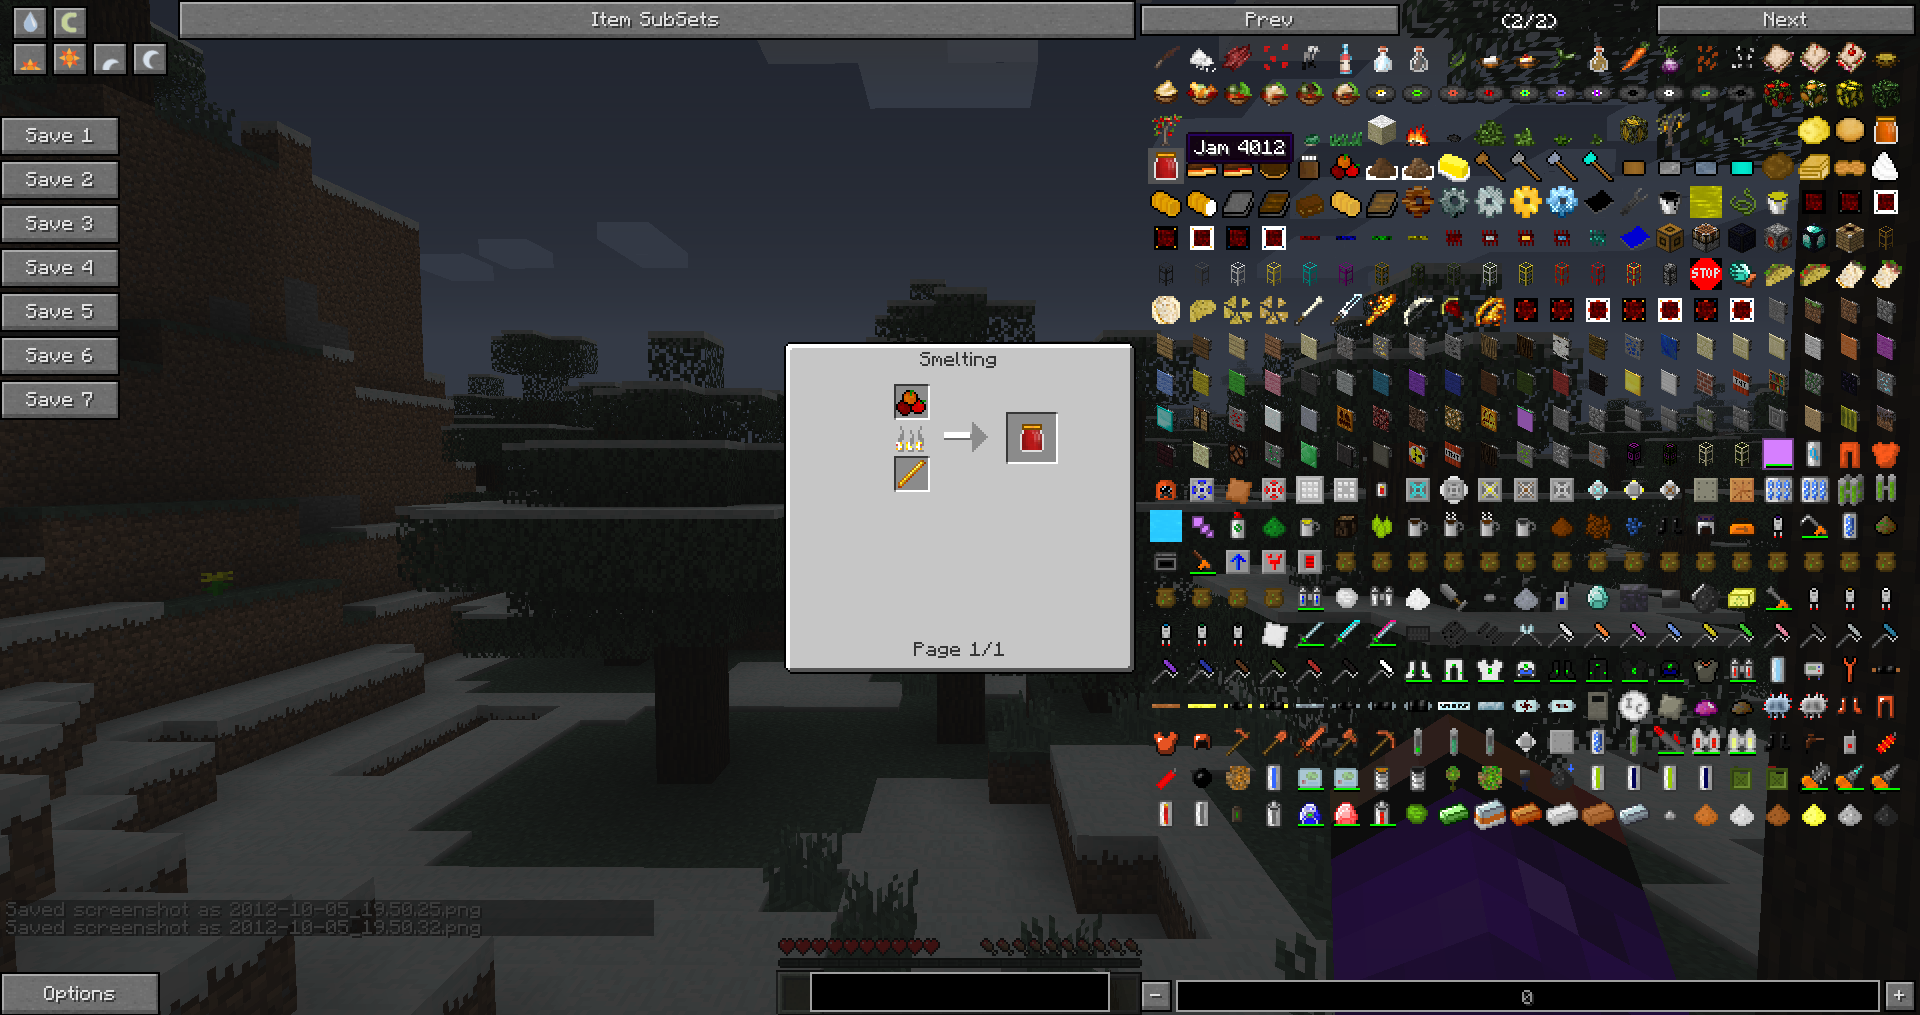 Item SubSets
Prev
(2/2)
Next
Save 1
Save 2
Save 3
Save 4
Save 5
Save 6
Save 7
Jam 4012
STOP
Smelting
Page 1/1
Saved screenshot as 2012-10-05_19.50.25.png
Saved screenshot as 2012-10-05_19.50.32.png
Options
-
0
+